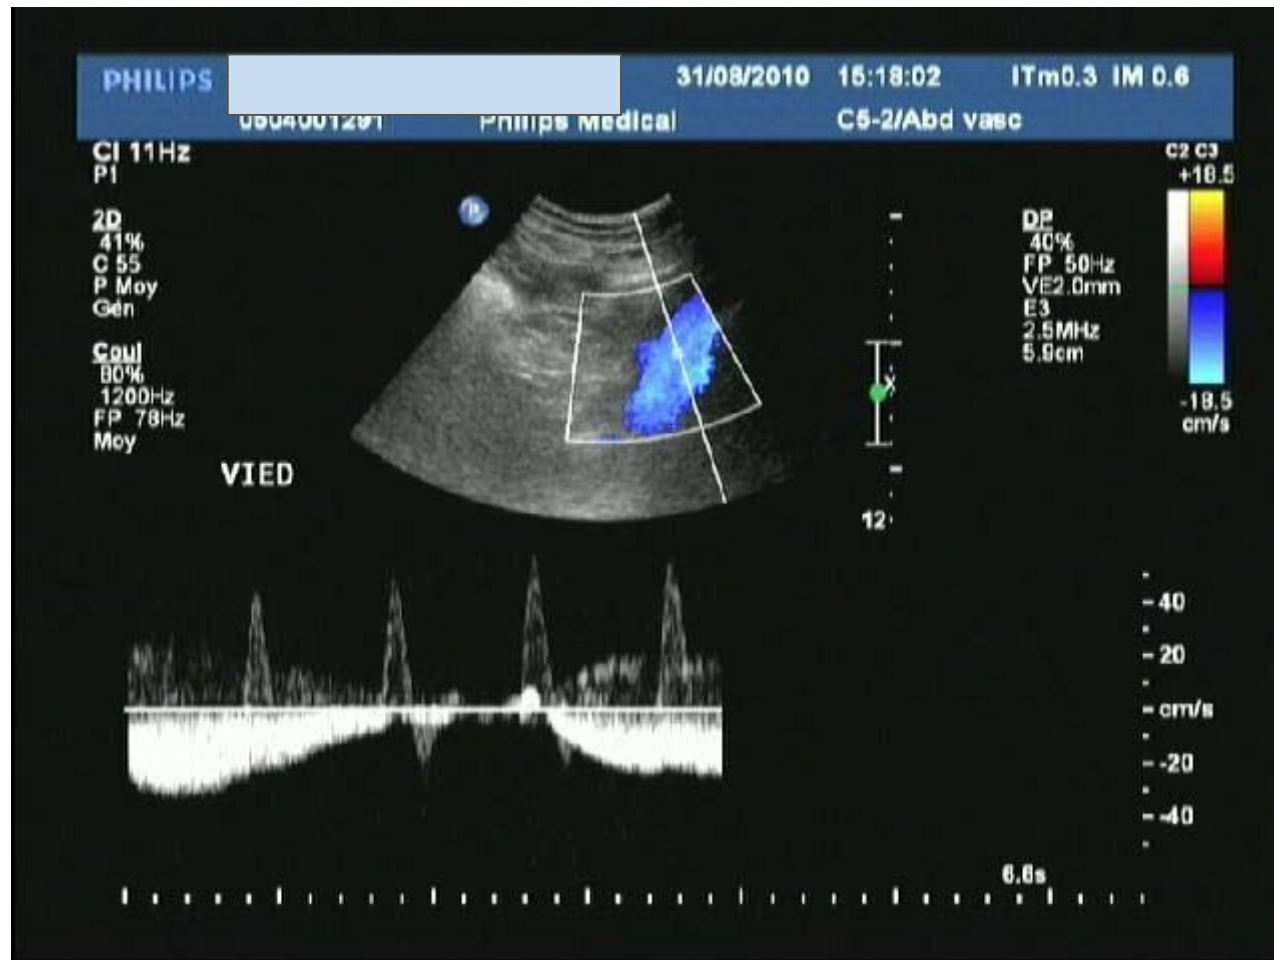 PHILIPS 31/08/2010 15:18:02 ITm0.3 IM 0.6
0504001291 Philips Medical C5-2/Abd vasc
CI 11Hz
P1
2D
41%
C 55
P Moy
Gén
Coul
80%
1200Hz
FP 78Hz
Moy
VIED
P
X
12
DP
40%
FP 50Hz
VE2.0mm
E3
2.5MHz
5.9cm
C2 C3
+18.5
-18.5
cm/s
40
20
cm/s
-20
-40
6.6s